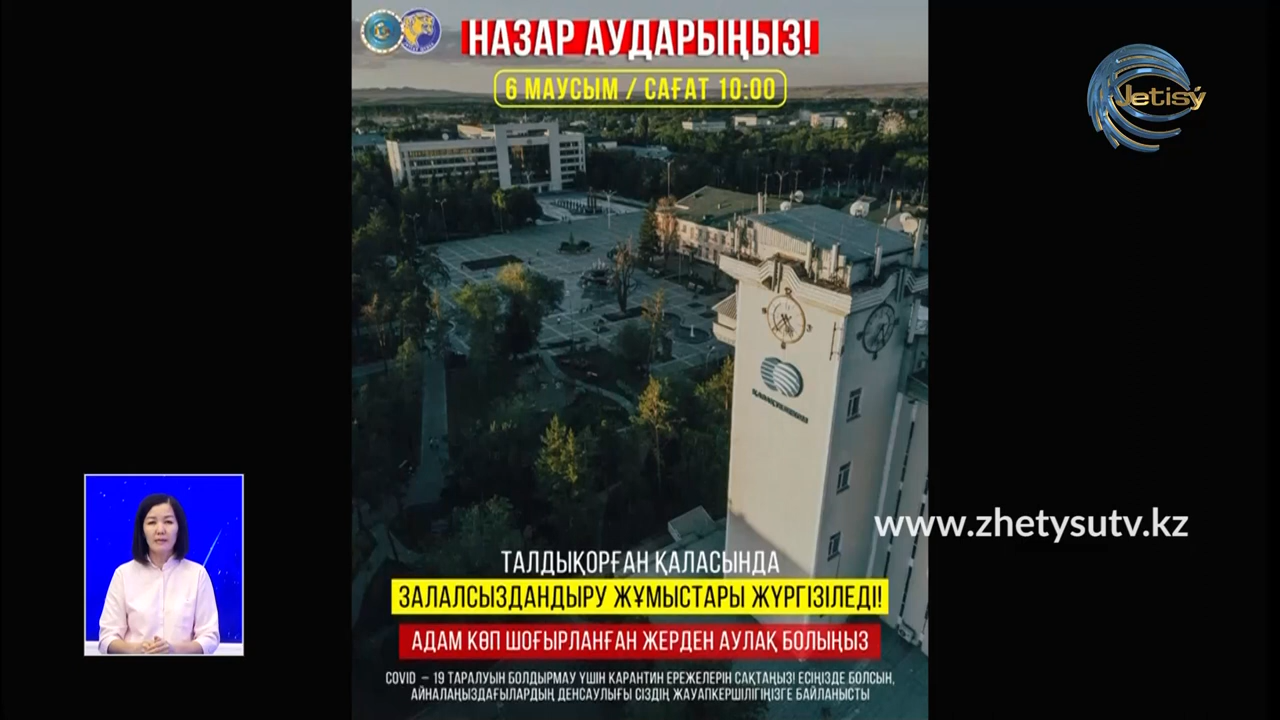 НАЗАР АУДАРЫҢЫЗ!
6 МАУСЫМ / САҒАТ 10:00
Jetisý
ҚАЗАҚТЕЛЕКОМ
www.zhetysutv.kz
ТАЛДЫҚОРҒАН ҚАЛАСЫНДА
ЗАЛАЛСЫЗДАНДЫРУ ЖҰМЫСТАРЫ ЖҮРГІЗІЛЕДІ!
АДАМ КӨП ШОҒЫРЛАНҒАН ЖЕРДЕН АУЛАҚ БОЛЫҢЫЗ
COVID – 19 ТАРАЛУЫН БОЛДЫРМАУ ҮШІН КАРАНТИН ЕРЕЖЕЛЕРІН САҚТАҢЫЗ! ЕСІҢІЗДЕ БОЛСЫН,
АЙНАЛАҢЫЗДАҒЫЛАРДЫҢ ДЕНСАУЛЫҒЫ СІЗДІҢ ЖАУАПКЕРШІЛІГІҢІЗГЕ БАЙЛАНЫСТЫ